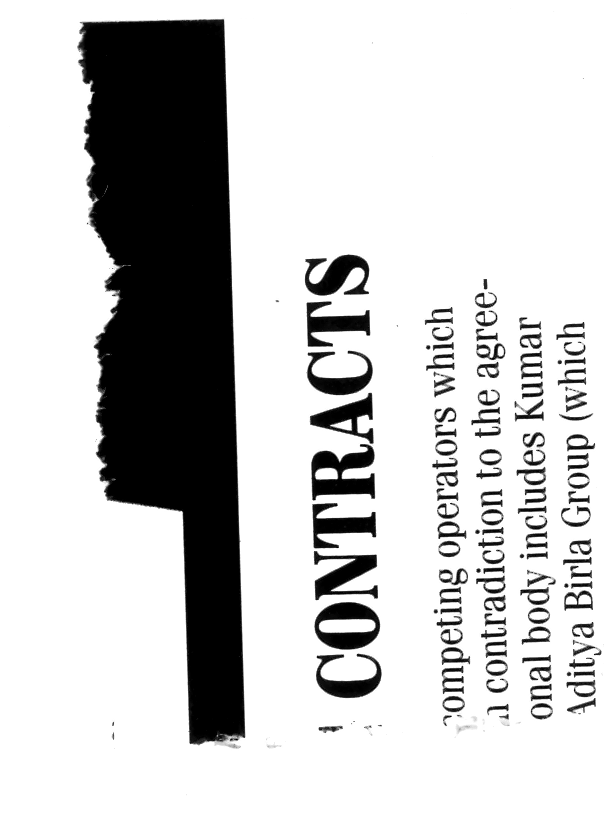 CONTRACTS
competing operators which
n contradiction to the agree-
onal body includes Kumar
Aditya Birla Group (which